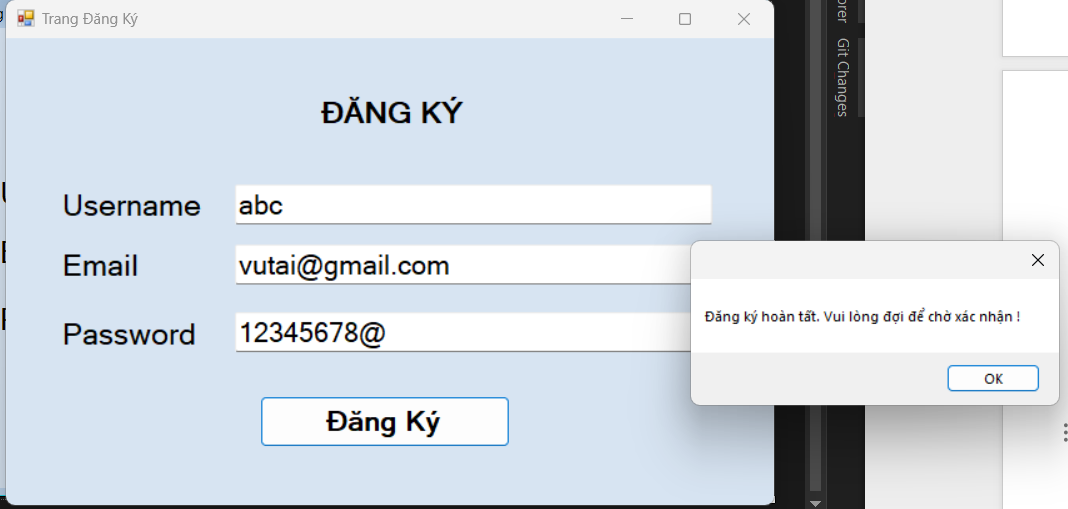 Trang Đăng Ký
ĐĂNG KÝ
Username abc
Email vutai@gmail.com
Password 12345678@
Đăng Ký
Đăng ký hoàn tất. Vui lòng đợi để chờ xác nhận !
OK
Git Changes